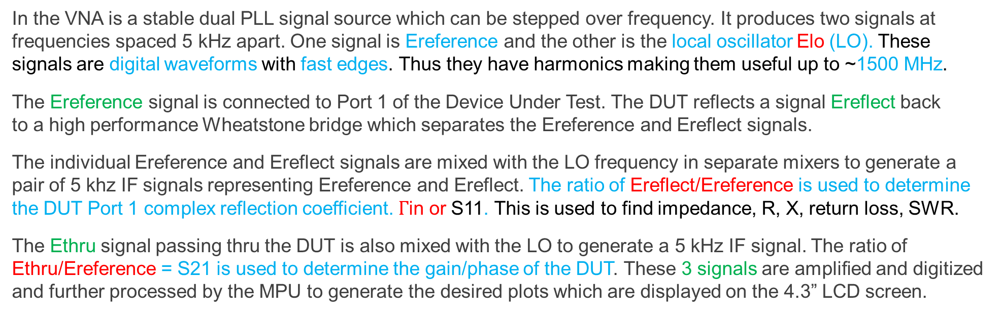 In the VNA is a stable dual PLL signal source which can be stepped over frequency. It produces two signals at
frequencies spaced 5 kHz apart. One signal is Ereference and the other is the local oscillator Elo (LO). These
signals are digital waveforms with fast edges. Thus they have harmonics making them useful up to ~1500 MHz.
The Ereference signal is connected to Port 1 of the Device Under Test. The DUT reflects a signal Ereflect back
to a high performance Wheatstone bridge which separates the Ereference and Ereflect signals.
The individual Ereference and Ereflect signals are mixed with the LO frequency in separate mixers to generate a
pair of 5 khz IF signals representing Ereference and Ereflect. The ratio of Ereflect/Ereference is used to determine
the DUT Port 1 complex reflection coefficient. Γin or S11. This is used to find impedance, R, X, return loss, SWR.
The Ethru signal passing thru the DUT is also mixed with the LO to generate a 5 kHz IF signal. The ratio of
Ethru/Ereference = S21 is used to determine the gain/phase of the DUT. These 3 signals are amplified and digitized
and further processed by the MPU to generate the desired plots which are displayed on the 4.3” LCD screen.